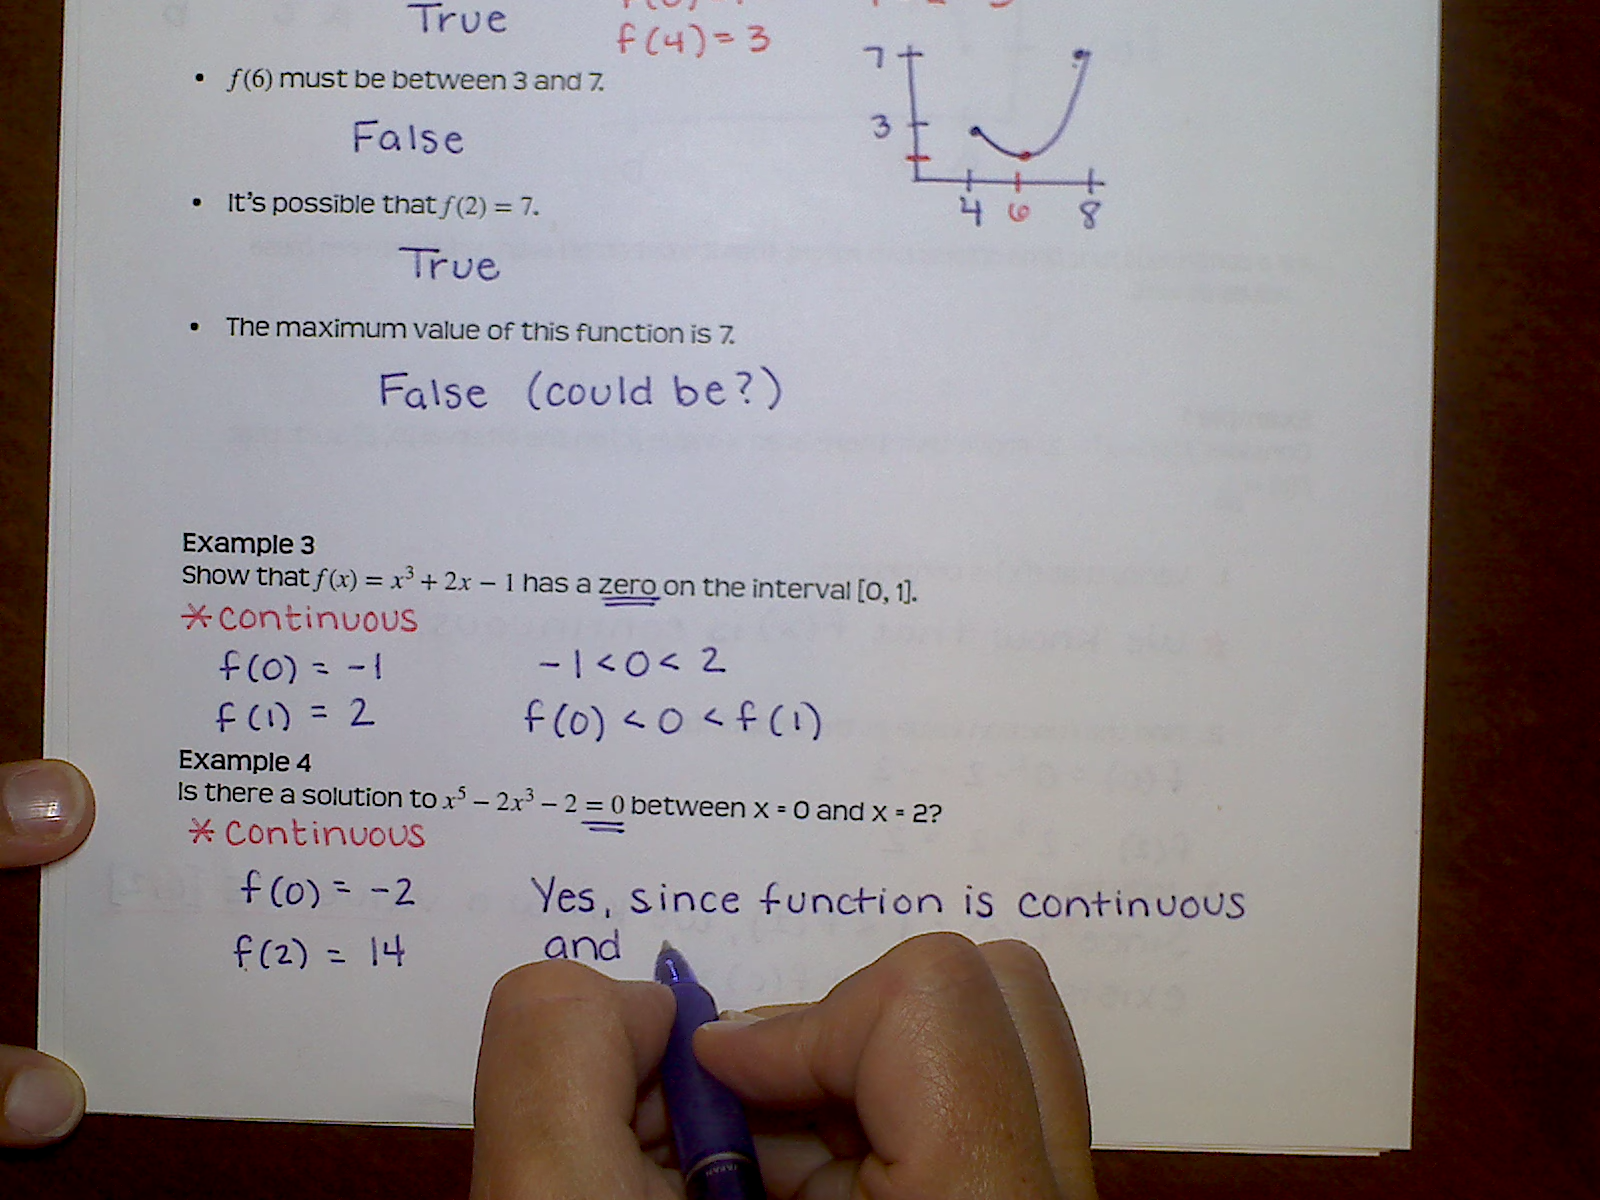 True
f(4) = 3
• f(6) must be between 3 and 7.
False
7
3
4 6 8
• It's possible that f(2) = 7.
True
• The maximum value of this function is 7.
False (could be?)
Example 3
Show that f(x) = x³ + 2x − 1 has a zero on the interval [0, 1].
* continuous
f(0) = -1 -1 < 0 < 2
f(1) = 2 f(0) < 0 < f(1)
Example 4
Is there a solution to x⁵ − 2x³ − 2 = 0 between x = 0 and x = 2?
* continuous
f(0) = -2 Yes, since function is continuous
f(2) = 14 and